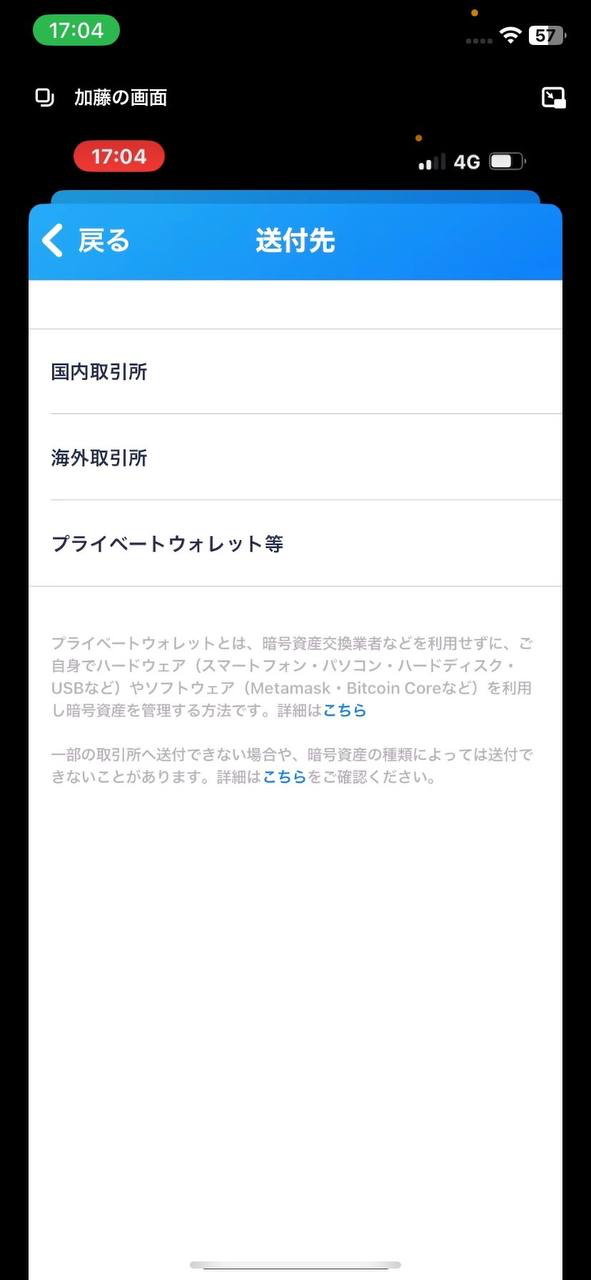 17:04
57
加藤の画面
17:04
4G
戻る
送付先
国内取引所
海外取引所
プライベートウォレット等
プライベートウォレットとは、暗号資産交換業者などを利用せずに、ご
自身でハードウェア（スマートフォン・パソコン・ハードディスク・
USBなど）やソフトウェア（Metamask・Bitcoin Coreなど）を利用
し暗号資産を管理する方法です。詳細はこちら
一部の取引所へ送付できない場合や、暗号資産の種類によっては送付で
きないことがあります。詳細はこちらをご確認ください。